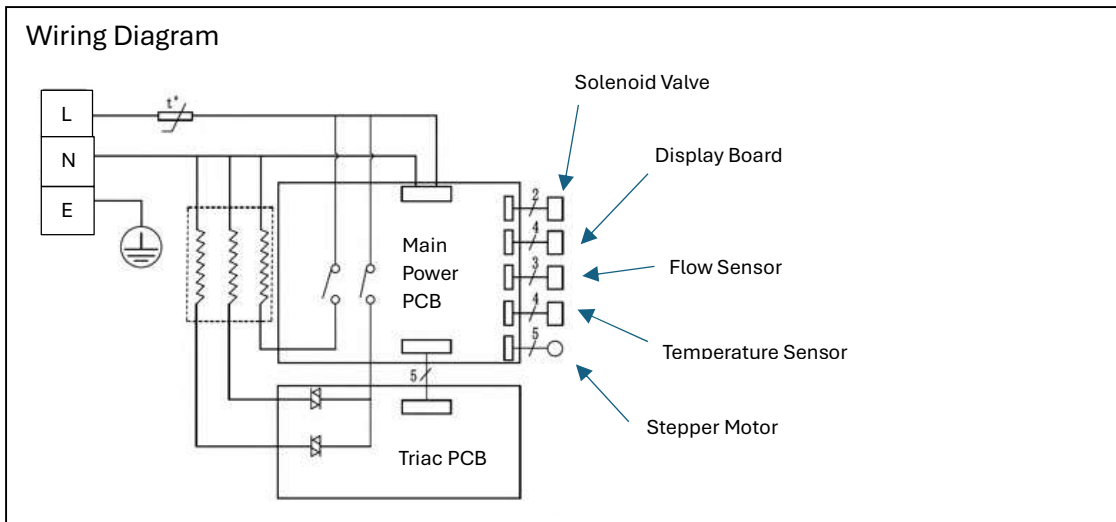 Wiring Diagram
Solenoid Valve
L
t°
N
Display Board
E
2
4
Main
Power
PCB
3
Flow Sensor
4
Temperature Sensor
5
5
Stepper Motor
Triac PCB